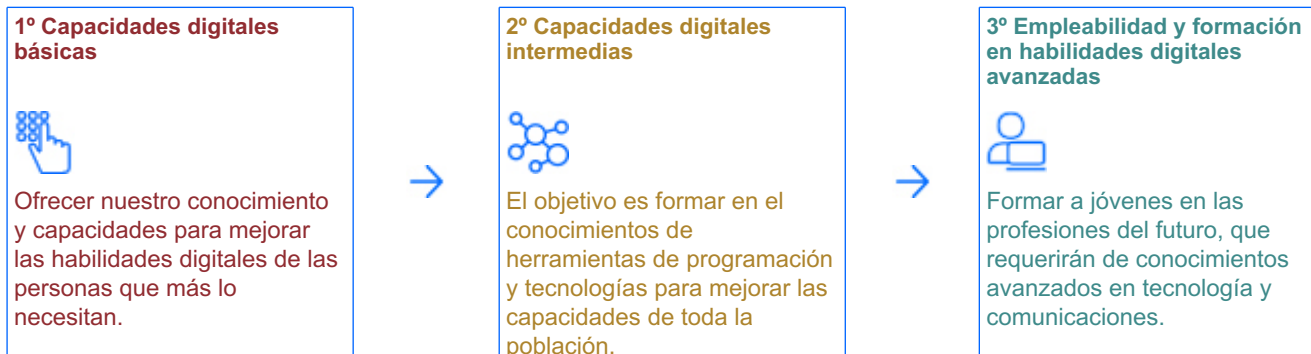 1º Capacidades digitales
básicas
Ofrecer nuestro conocimiento
y capacidades para mejorar
las habilidades digitales de las
personas que más lo
necesitan.
2º Capacidades digitales
intermedias
El objetivo es formar en el
conocimientos de
herramientas de programación
y tecnologías para mejorar las
capacidades de toda la
población.
3º Empleabilidad y formación
en habilidades digitales
avanzadas
Formar a jóvenes en las
profesiones del futuro, que
requerirán de conocimientos
avanzados en tecnología y
comunicaciones.